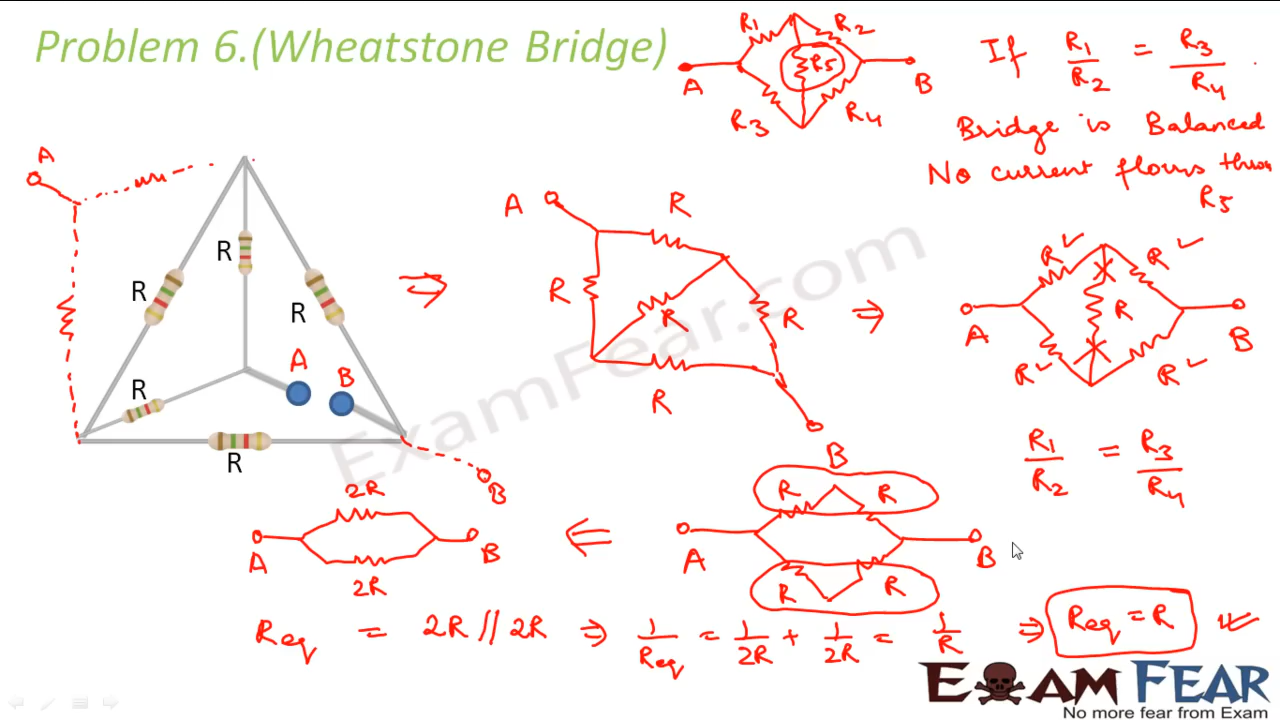 Problem 6.(Wheatstone Bridge)
R1 R2
R5
A B
R3 R4
If R1/R2 = R3/R4
Bridge is Balanced
No current flows throu
R5
A
R
R R
A B
R
R
B
A R
R R R
R
B
⇒
⇒
R✓ R✓
A R B
R✓ R✓
R1/R2 = R3/R4
2R
A B
2R
⇐
R R
A B
R R
Req = 2R // 2R ⇒ 1/Req = 1/2R + 1/2R = 1/R ⇒ Req = R
ExamFear.com
EXAM FEAR
No more fear from Exam